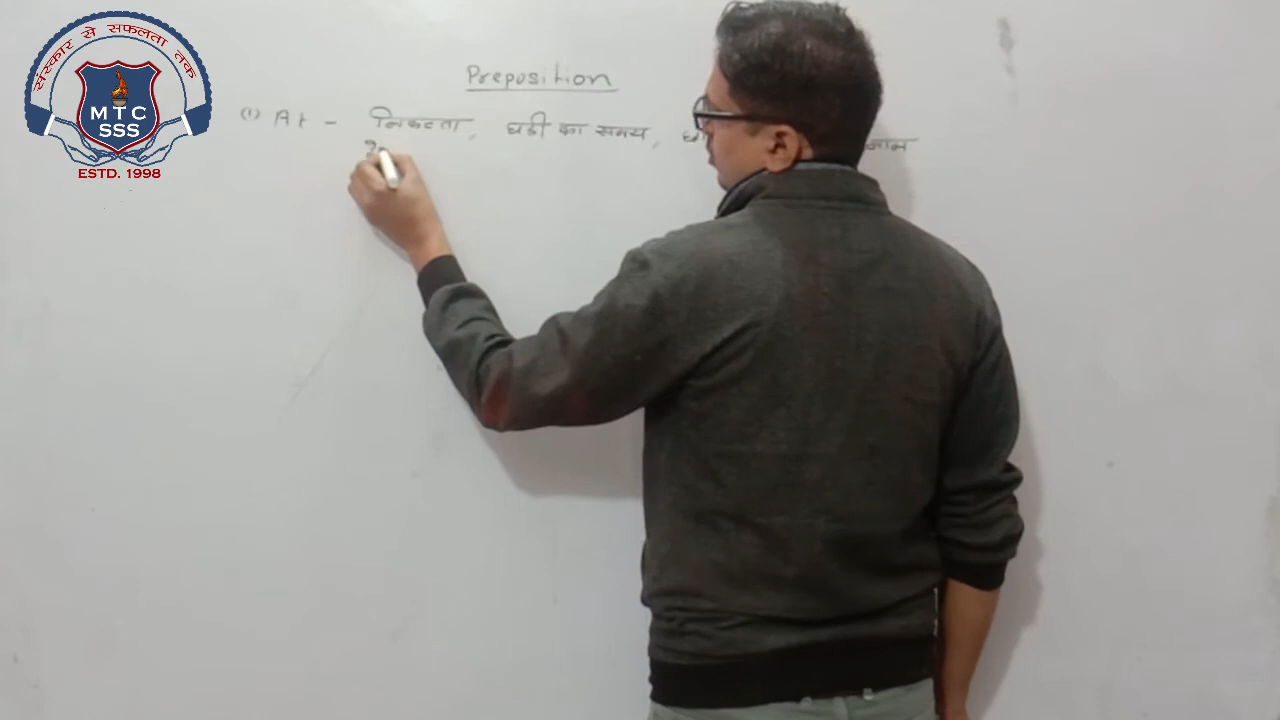 संस्कार से सफलता तक
MTC
SSS
ESTD. 1998
Preposition
(1) At - निकटता, घडी का समय, नाम